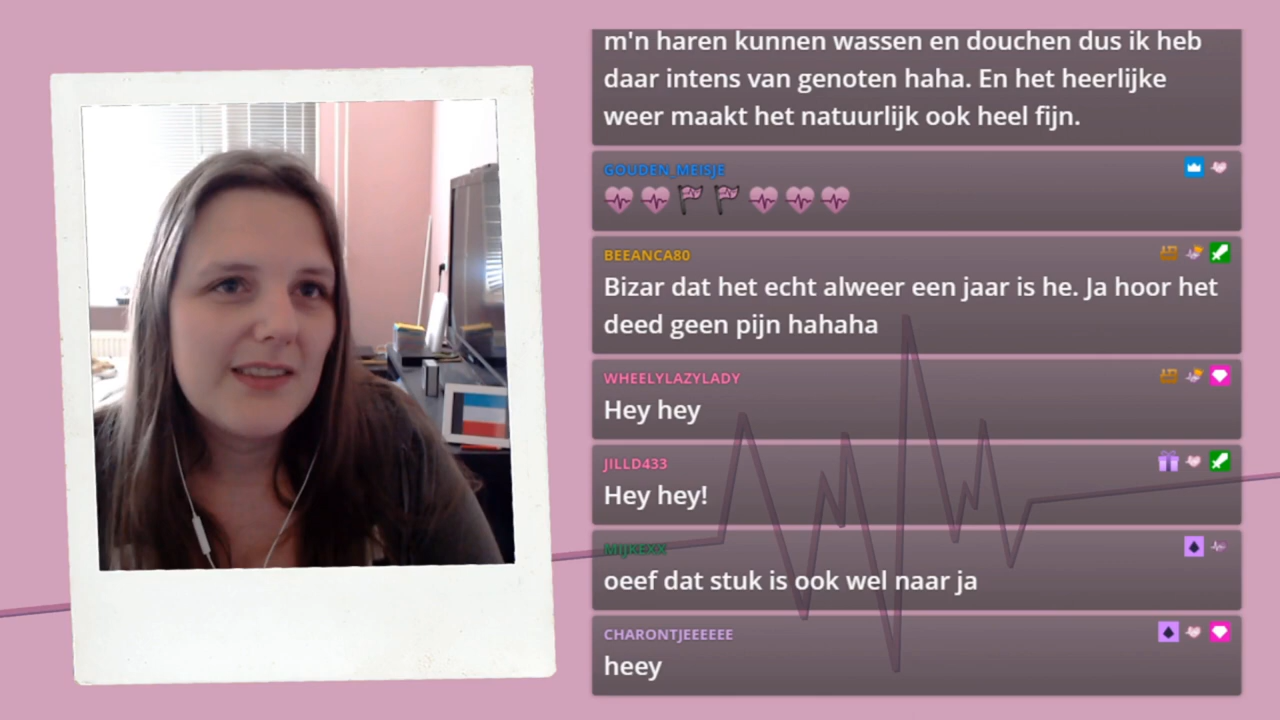 m'n haren kunnen wassen en douchen dus ik heb
daar intens van genoten haha. En het heerlijke
weer maakt het natuurlijk ook heel fijn.
GOUDEN_MEISJE
BEEANCA80
Bizar dat het echt alweer een jaar is he. Ja hoor het
deed geen pijn hahaha
WHEELYLAZYLADY
Hey hey
JILLD433
Hey hey!
MIJKEXX
oeef dat stuk is ook wel naar ja
CHARONTJEEEEEE
heey